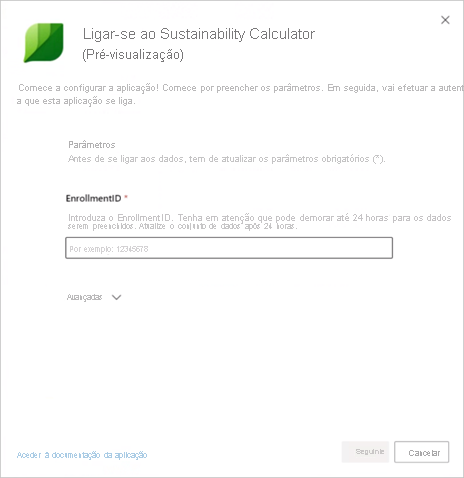 Ligar-se ao Sustainability Calculator
(Pré-visualização)
Comece a configurar a aplicação! Comece por preencher os parâmetros. Em seguida, vai efetuar a autent
a que esta aplicação se liga.
Parâmetros
Antes de se ligar aos dados, tem de atualizar os parâmetros obrigatórios (*).
EnrollmentID *
Introduza o EnrollmentID. Tenha em atenção que pode demorar até 24 horas para os dados
serem preenchidos. Atualize o conjunto de dados após 24 horas.
Por exemplo: 12345678
Avançadas
Aceder à documentação da aplicação
Seguinte
Cancelar